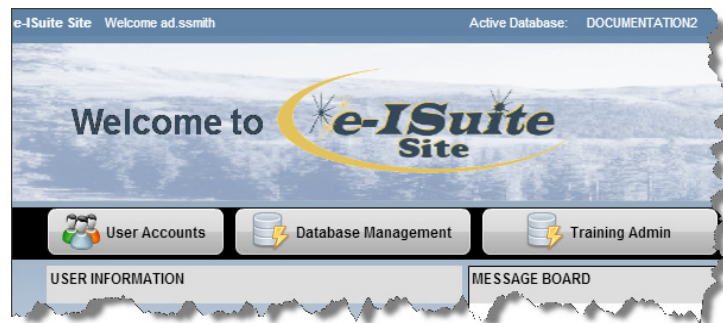 e-ISuite Site Welcome ad.ssmith Active Database: DOCUMENTATION2
Welcome to e-ISuite
Site
User Accounts Database Management Training Admin
USER INFORMATION MESSAGE BOARD